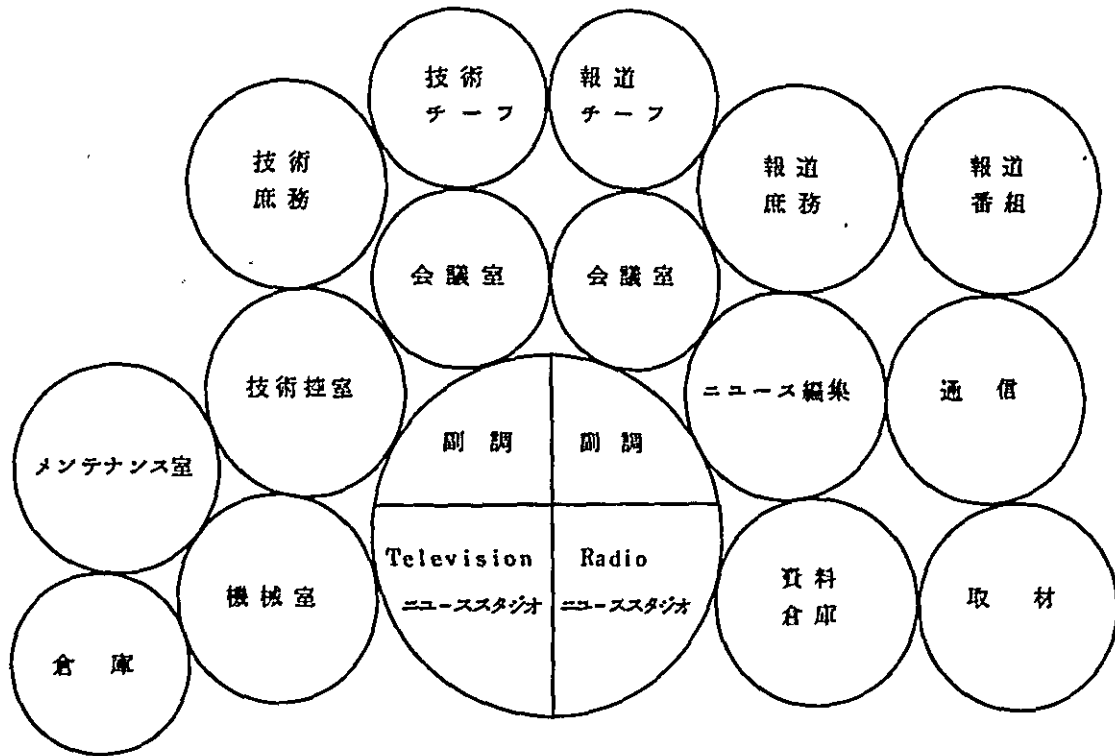 技術
チーフ
報道
チーフ
技術
庶務
報道
庶務
報道
番組
会議室
会議室
技術控室
ニュース編集
通信
メンテナンス室
副調
副調
Television
ニューススタジオ
Radio
ニューススタジオ
機械室
資料
倉庫
取材
倉庫